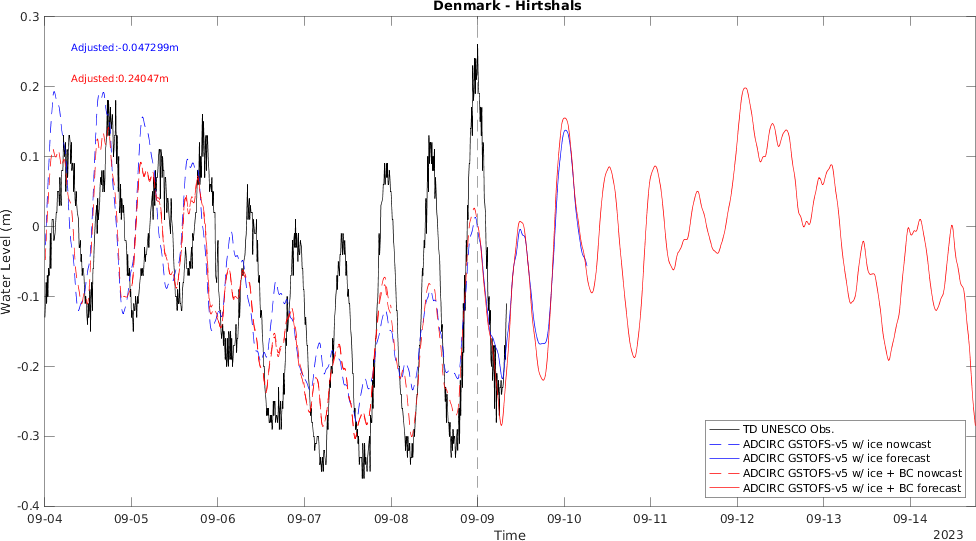 Denmark - Hirtshals
Adjusted:-0.047299m
Adjusted:0.24047m
0.3
0.2
0.1
0
-0.1
-0.2
-0.3
-0.4
Water Level (m)
TD UNESCO Obs.
ADCIRC GSTOFS-v5 w/ ice nowcast
ADCIRC GSTOFS-v5 w/ ice forecast
ADCIRC GSTOFS-v5 w/ ice + BC nowcast
ADCIRC GSTOFS-v5 w/ ice + BC forecast
09-04 09-05 09-06 09-07 09-08 09-09 09-10 09-11 09-12 09-13 09-14
Time
2023